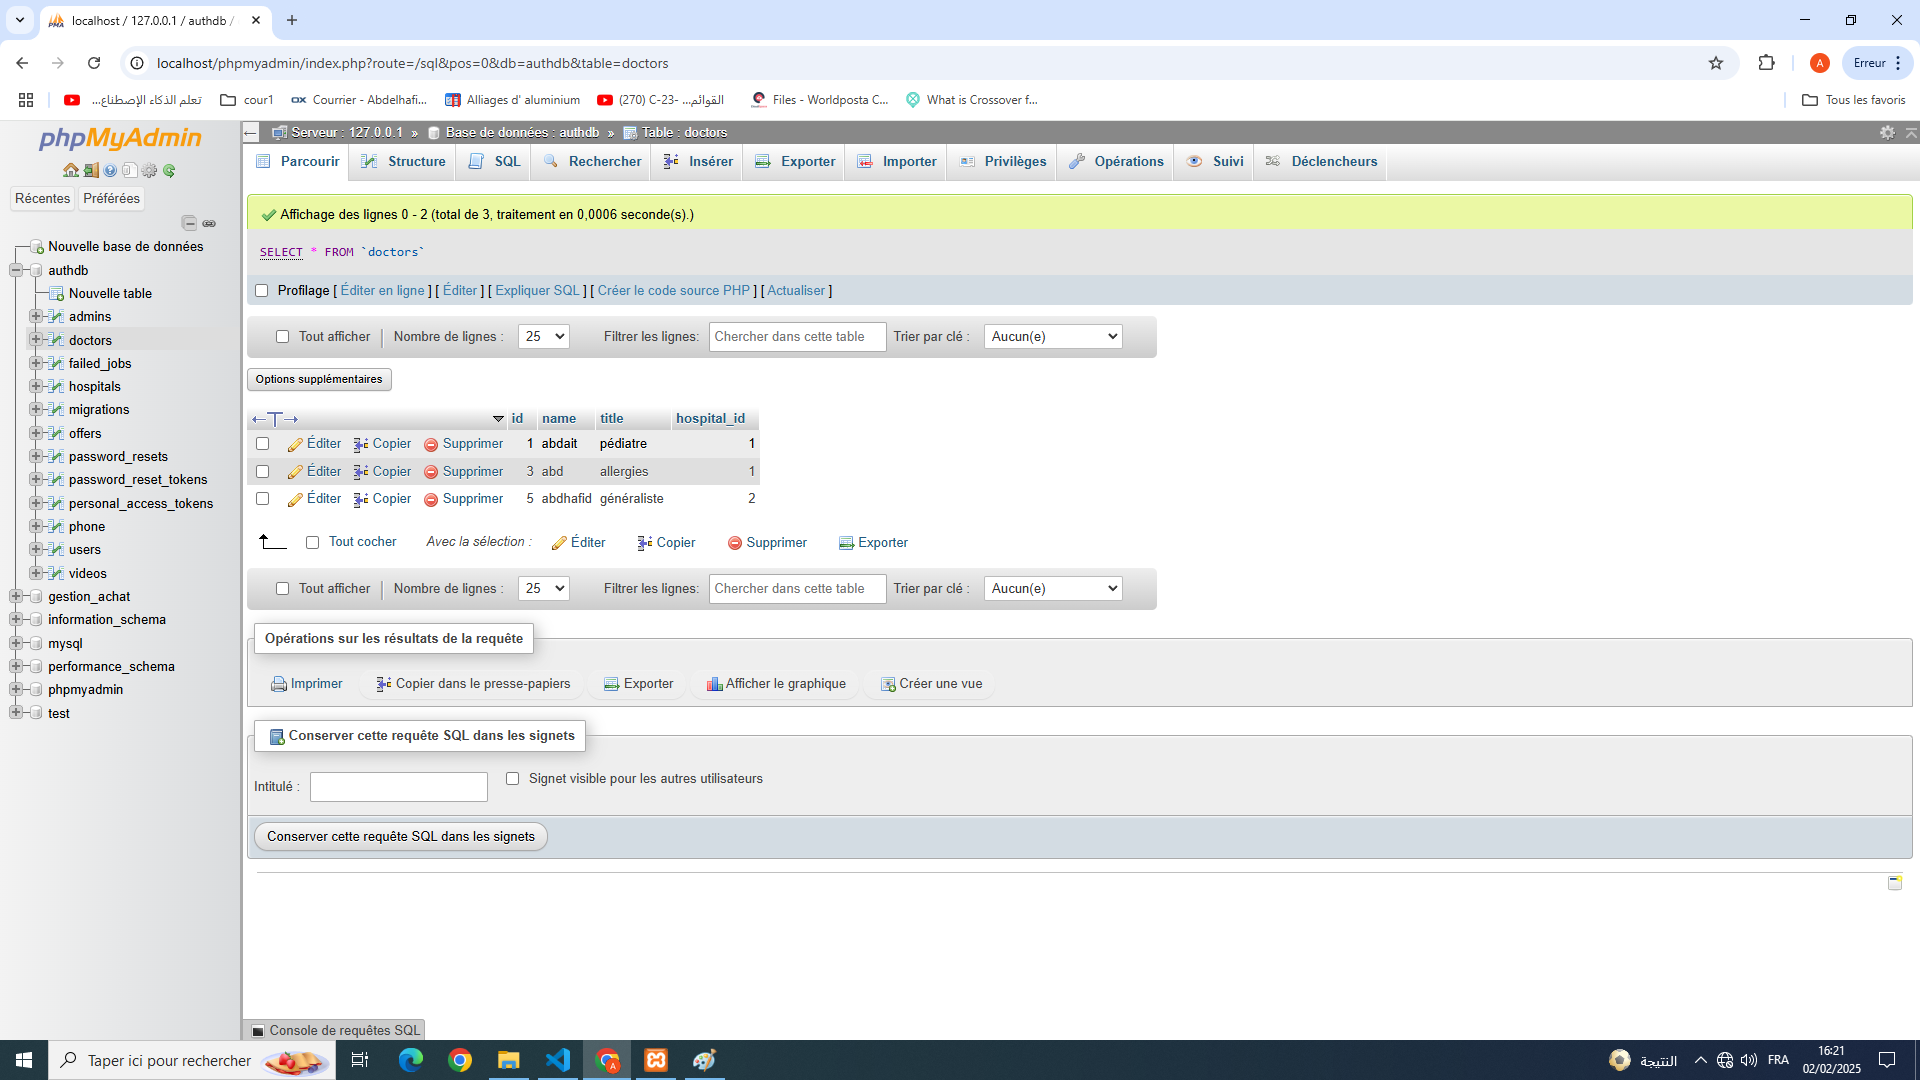 localhost / 127.0.0.1 / authdb /
localhost/phpmyadmin/index.php?route=/sql&pos=0&db=authdb&table=doctors
A
Erreur
تعلم الذكاء الإصطناع...
cour1
Courrier - Abdelhafi...
Alliages d' aluminium
(270) C-23- ...القوائم
Files - Worldposta C...
What is Crossover f...
Tous les favoris
phpMyAdmin
Récentes
Préférées
Nouvelle base de données
authdb
Nouvelle table
admins
doctors
failed_jobs
hospitals
migrations
offers
password_resets
password_reset_tokens
personal_access_tokens
phone
users
videos
gestion_achat
information_schema
mysql
performance_schema
phpmyadmin
test
Serveur : 127.0.0.1 » Base de données : authdb » Table : doctors
Parcourir Structure SQL Rechercher Insérer Exporter Importer Privilèges Opérations Suivi Déclencheurs
Affichage des lignes 0 - 2 (total de 3, traitement en 0,0006 seconde(s).)
SELECT * FROM `doctors`
Profilage [ Éditer en ligne ] [ Éditer ] [ Expliquer SQL ] [ Créer le code source PHP ] [ Actualiser ]
Tout afficher Nombre de lignes : 25 Filtrer les lignes: Chercher dans cette table Trier par clé : Aucun(e)
Options supplémentaires
←T→ id name title hospital_id
Éditer Copier Supprimer 1 abdait pédiatre 1
Éditer Copier Supprimer 3 abd allergies 1
Éditer Copier Supprimer 5 abdhafid généraliste 2
Tout cocher Avec la sélection : Éditer Copier Supprimer Exporter
Tout afficher Nombre de lignes : 25 Filtrer les lignes: Chercher dans cette table Trier par clé : Aucun(e)
Opérations sur les résultats de la requête
Imprimer Copier dans le presse-papiers Exporter Afficher le graphique Créer une vue
Conserver cette requête SQL dans les signets
Intitulé : Signet visible pour les autres utilisateurs
Conserver cette requête SQL dans les signets
Console de requêtes SQL
Taper ici pour rechercher
النتيجة
FRA
16:21
02/02/2025